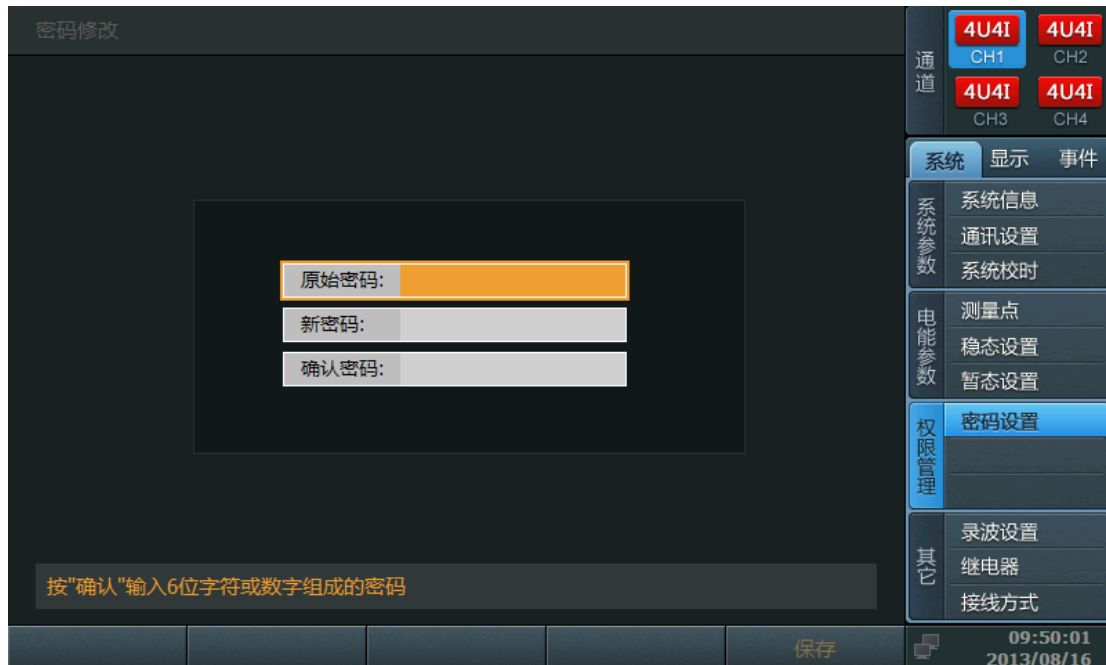 密码修改
原始密码:
新密码:
确认密码:
按"确认"输入6位字符或数字组成的密码
保存
通道
4U4I 4U4I
CH1 CH2
4U4I 4U4I
CH3 CH4
系统 显示 事件
系统参数
系统信息
通讯设置
系统校时
电能参数
测量点
稳态设置
暂态设置
权限管理
密码设置
其它
录波设置
继电器
接线方式
09:50:01
2013/08/16